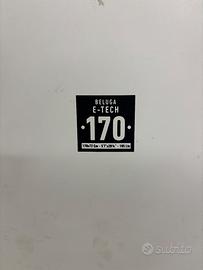 BELUGA
E-TECH
·170·
subito